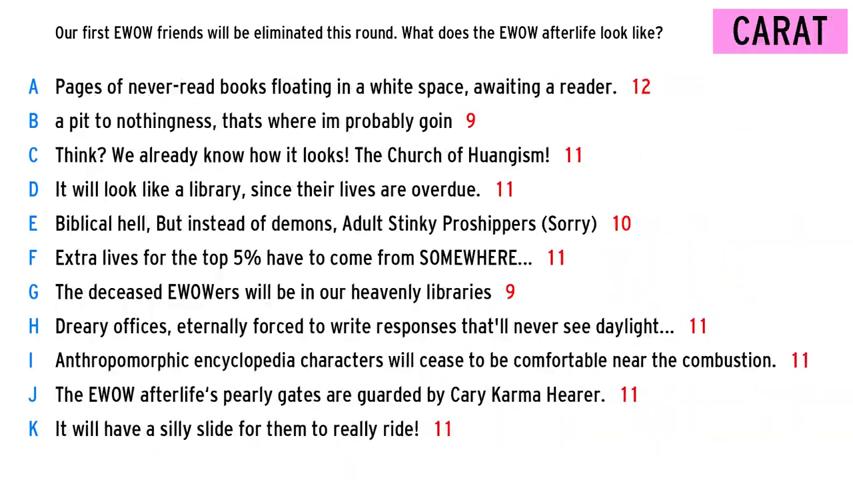 Our first EWOW friends will be eliminated this round. What does the EWOW afterlife look like?
CARAT
A Pages of never-read books floating in a white space, awaiting a reader. 12
B a pit to nothingness, thats where im probably goin 9
C Think? We already know how it looks! The Church of Huangism! 11
D It will look like a library, since their lives are overdue. 11
E Biblical hell, But instead of demons, Adult Stinky Proshippers (Sorry) 10
F Extra lives for the top 5% have to come from SOMEWHERE... 11
G The deceased EWOWers will be in our heavenly libraries 9
H Dreary offices, eternally forced to write responses that'll never see daylight... 11
I Anthropomorphic encyclopedia characters will cease to be comfortable near the combustion. 11
J The EWOW afterlife‘s pearly gates are guarded by Cary Karma Hearer. 11
K It will have a silly slide for them to really ride! 11